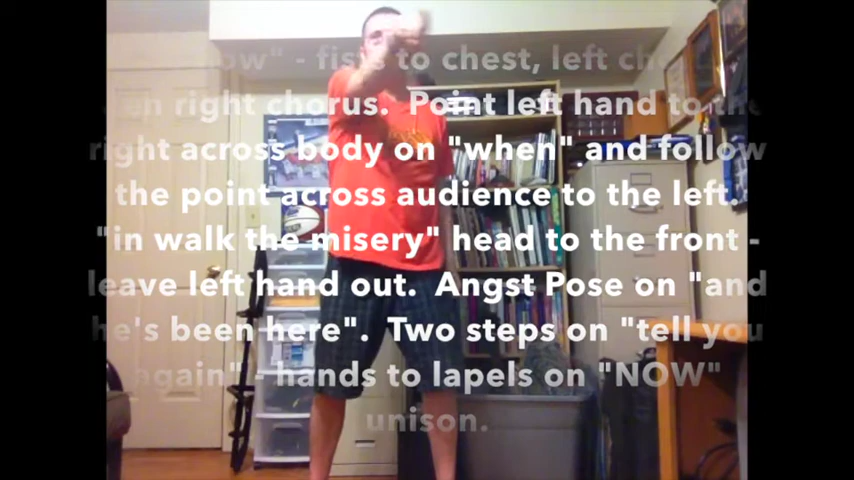 now" - fists to chest, left
then right chorus.  Point left hand to the
right across body on "when" and follow
the point across audience to the left.
"in walk the misery" head to the front -
leave left hand out.  Angst Pose on "and
he's been here".  Two steps on "tell you
again" - hands to lapels on "NOW"
unison.